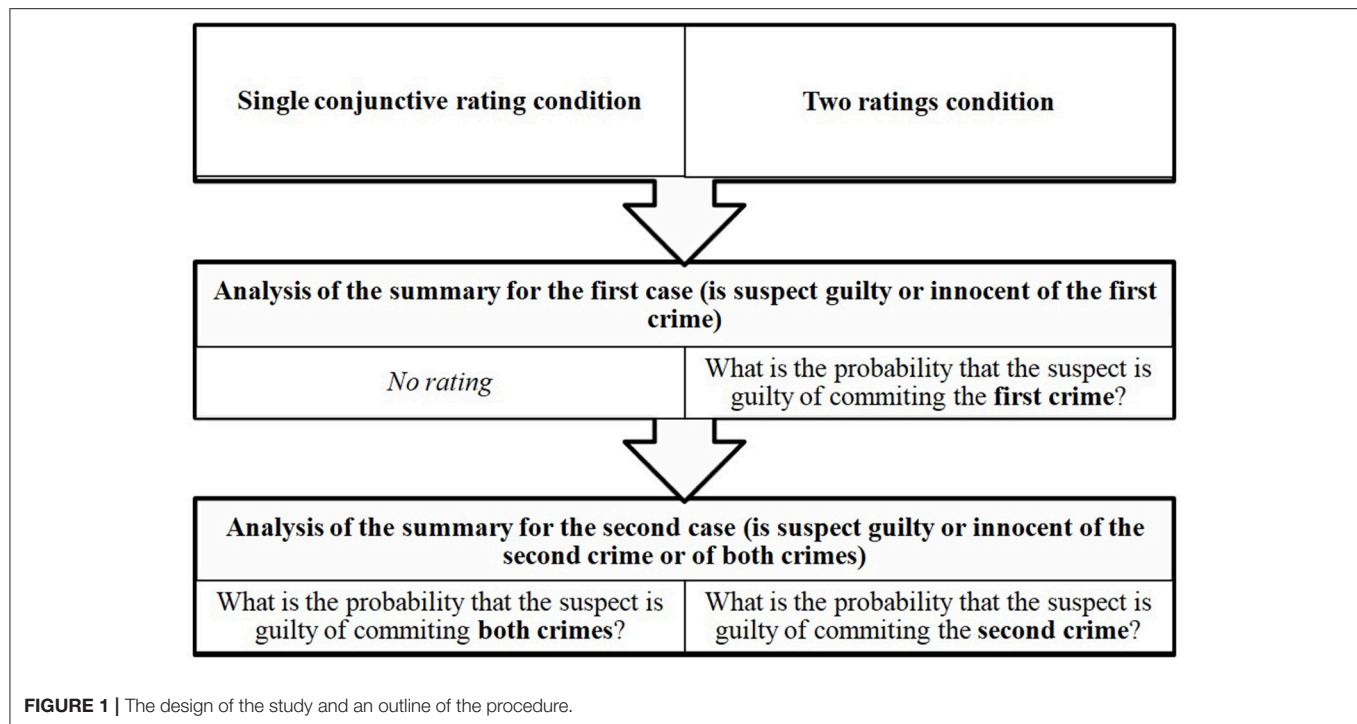 Single conjunctive rating condition
Two ratings condition
Analysis of the summary for the first case (is suspect guilty or innocent of the first
crime)
No rating
What is the probability that the suspect is
guilty of commiting the first crime?
Analysis of the summary for the second case (is suspect guilty or innocent of the
second crime or of both crimes)
What is the probability that the suspect is
guilty of commiting both crimes?
What is the probability that the suspect is
guilty of commiting the second crime?
FIGURE 1 | The design of the study and an outline of the procedure.